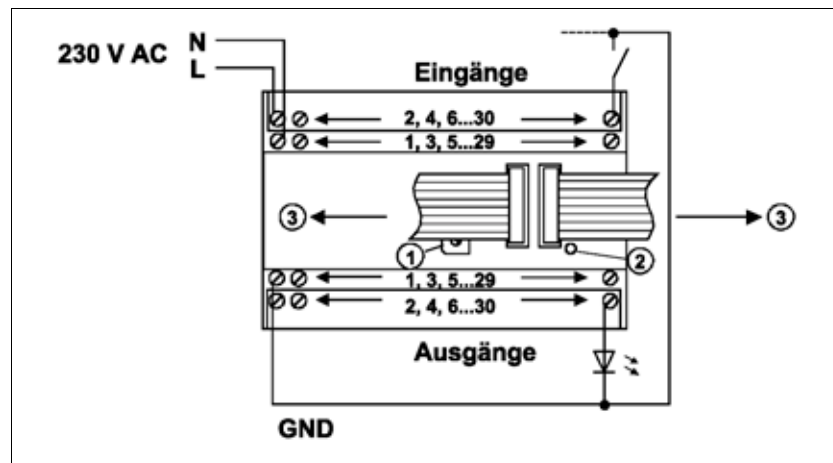 230 V AC N
L
Eingänge
2, 4, 6...30
1, 3, 5...29
3
3
1
2
1, 3, 5...29
2, 4, 6...30
Ausgänge
GND